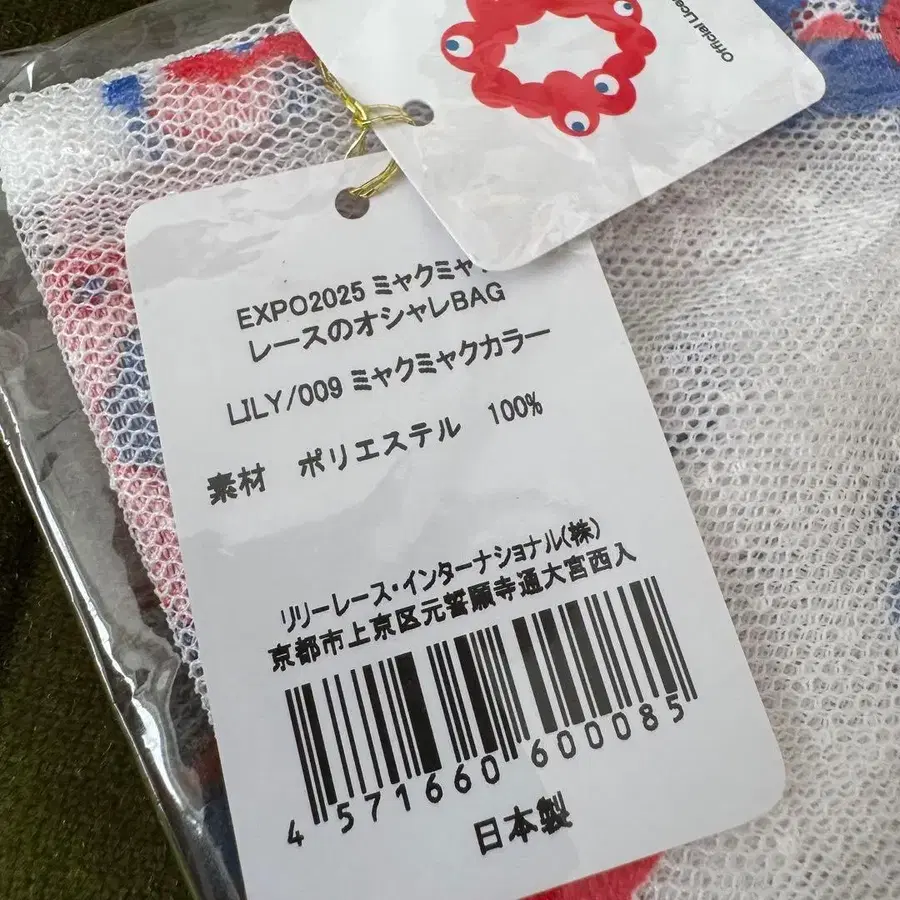 Official Lice
EXPO2025 ミャクミャ
レースのオシャレBAG
LILY/009 ミャクミャクカラー
素材 ポリエステル 100%
リリーレース・インターナショナル(株)
京都市上京区元誓願寺通大宮西入
4 571660 600085
日本製